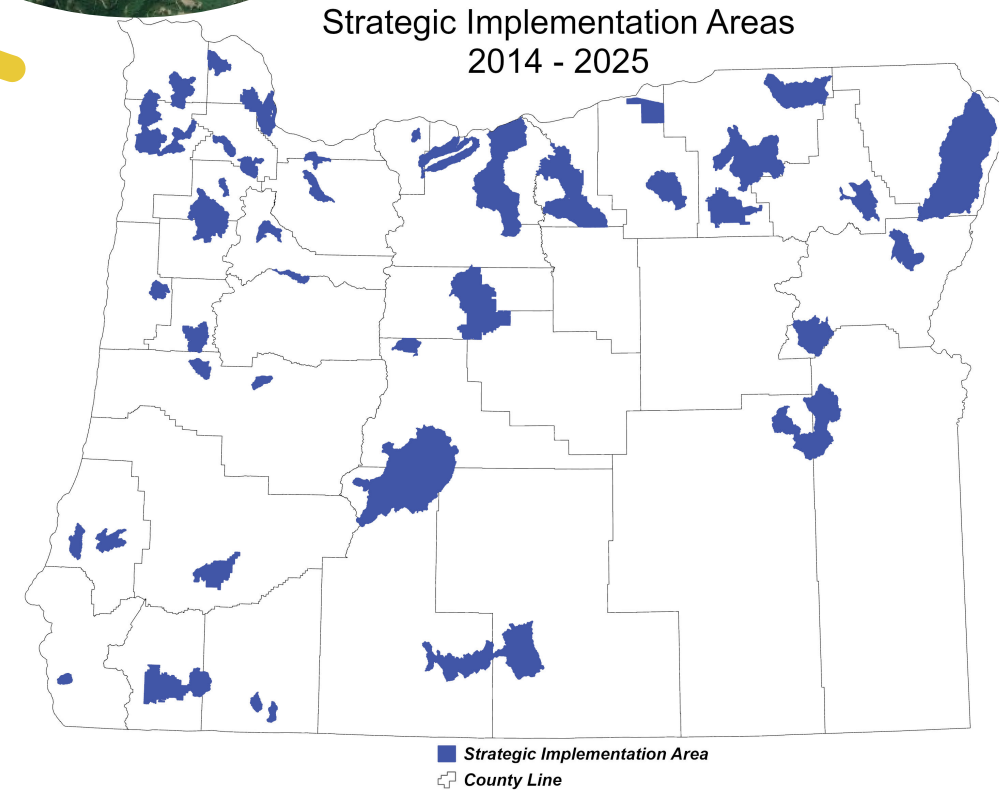 Strategic Implementation Areas
2014 - 2025
Strategic Implementation Area
County Line